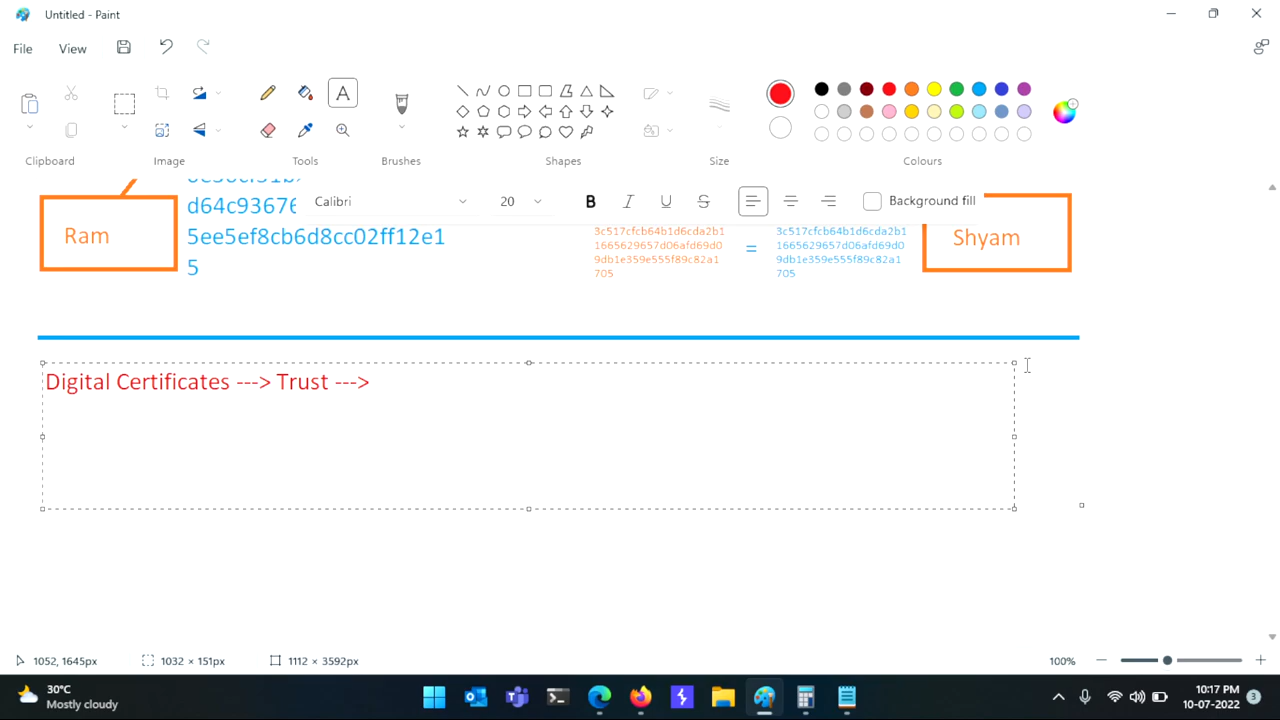 Untitled - Paint
File
View
Clipboard
Image
Tools
Brushes
Shapes
Size
Colours
Calibri
20
B
I
U
S
Background fill
d64c93676
5ee5ef8cb6d8cc02ff12e1
5
Ram
3c517cfcb64b1d6cda2b1
1665629657d06afd69d0
9db1e359e555f89c82a1
705
=
3c517cfcb64b1d6cda2b1
1665629657d06afd69d0
9db1e359e555f89c82a1
705
Shyam
Digital Certificates ---> Trust --->
1052, 1645px
1032 × 151px
1112 × 3592px
100%
30°C
Mostly cloudy
10:17 PM
10-07-2022
3